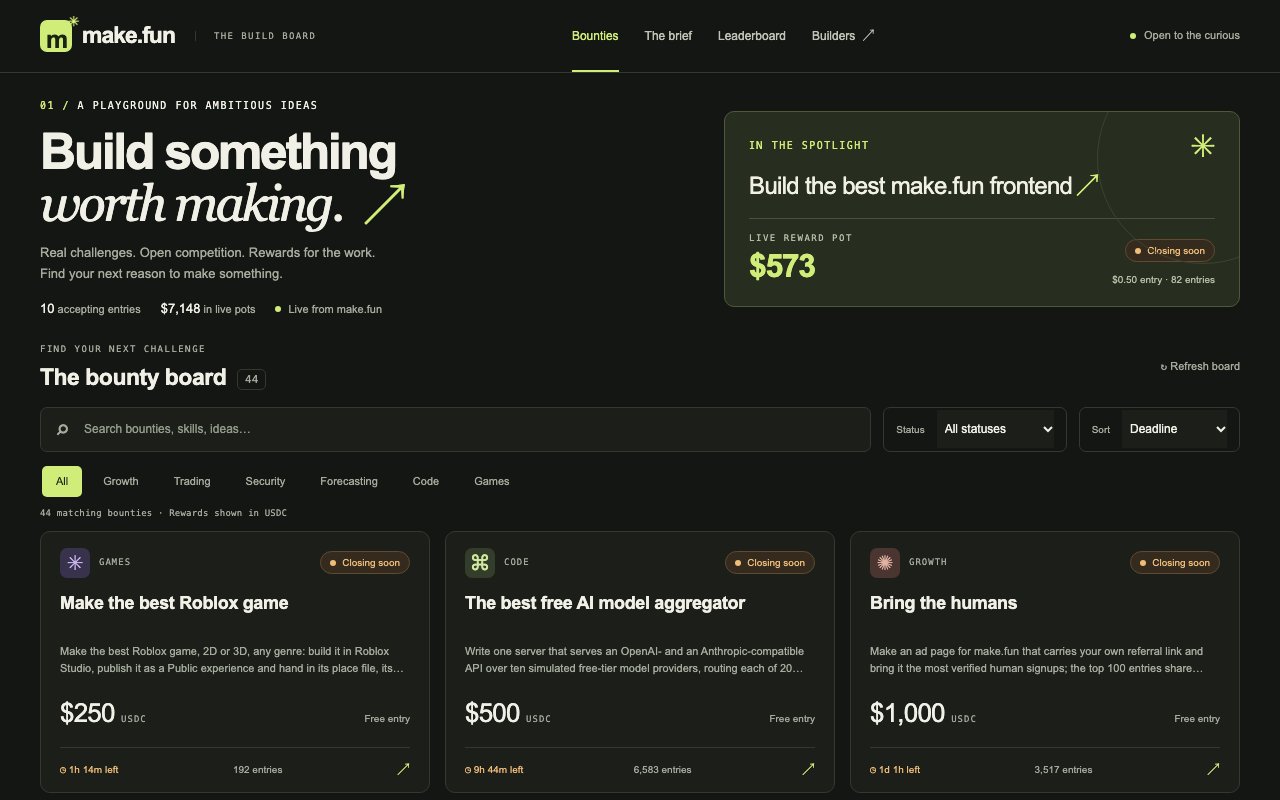 m make.fun
THE BUILD BOARD
Bounties
The brief
Leaderboard
Builders
Open to the curious
01 / A PLAYGROUND FOR AMBITIOUS IDEAS
Build something
worth making.
Real challenges. Open competition. Rewards for the work.
Find your next reason to make something.
10 accepting entries
$7,148 in live pots
Live from make.fun
IN THE SPOTLIGHT
Build the best make.fun frontend
LIVE REWARD POT
$573
Closing soon
$0.50 entry · 82 entries
FIND YOUR NEXT CHALLENGE
The bounty board 44
↻ Refresh board
Search bounties, skills, ideas…
Status All statuses
Sort Deadline
All
Growth
Trading
Security
Forecasting
Code
Games
44 matching bounties · Rewards shown in USDC
GAMES
Closing soon
Make the best Roblox game
Make the best Roblox game, 2D or 3D, any genre: build it in Roblox
Studio, publish it as a Public experience and hand in its place file, its…
$250 USDC
Free entry
1h 14m left
192 entries
CODE
Closing soon
The best free AI model aggregator
Write one server that serves an OpenAI- and an Anthropic-compatible
API over ten simulated free-tier model providers, routing each of 20…
$500 USDC
Free entry
9h 44m left
6,583 entries
GROWTH
Closing soon
Bring the humans
Make an ad page for make.fun that carries your own referral link and
bring it the most verified human signups; the top 100 entries share…
$1,000 USDC
Free entry
1d 1h left
3,517 entries